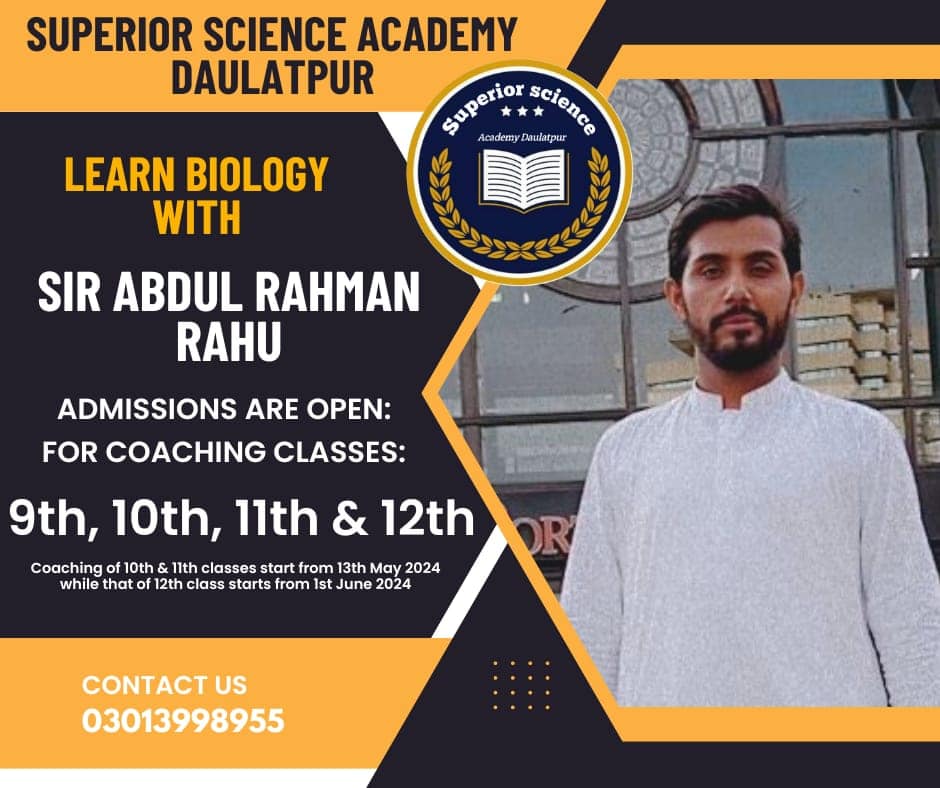 SUPERIOR SCIENCE ACADEMY
DAULATPUR
Superior science
Academy Daulatpur
LEARN BIOLOGY
WITH
SIR ABDUL RAHMAN
RAHU
ADMISSIONS ARE OPEN:
FOR COACHING CLASSES:
9th, 10th, 11th & 12th
Coaching of 10th & 11th classes start from 13th May 2024
while that of 12th class starts from 1st June 2024
CONTACT US
03013998955